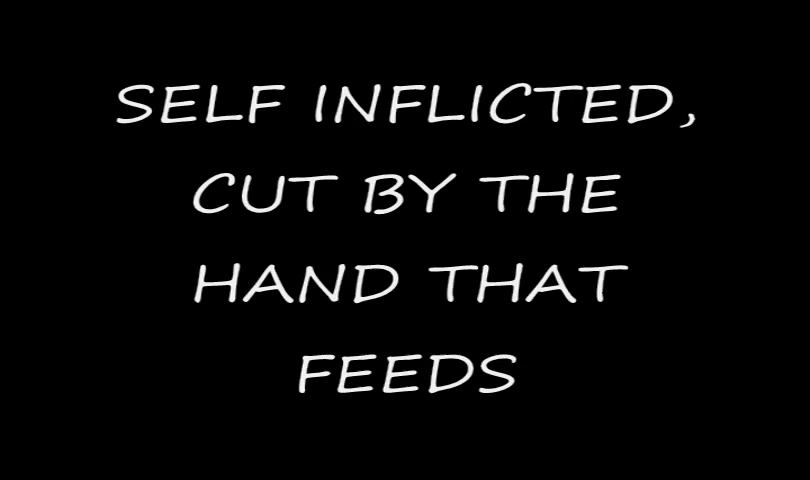 SELF INFLICTED,
CUT BY THE
HAND THAT
FEEDS